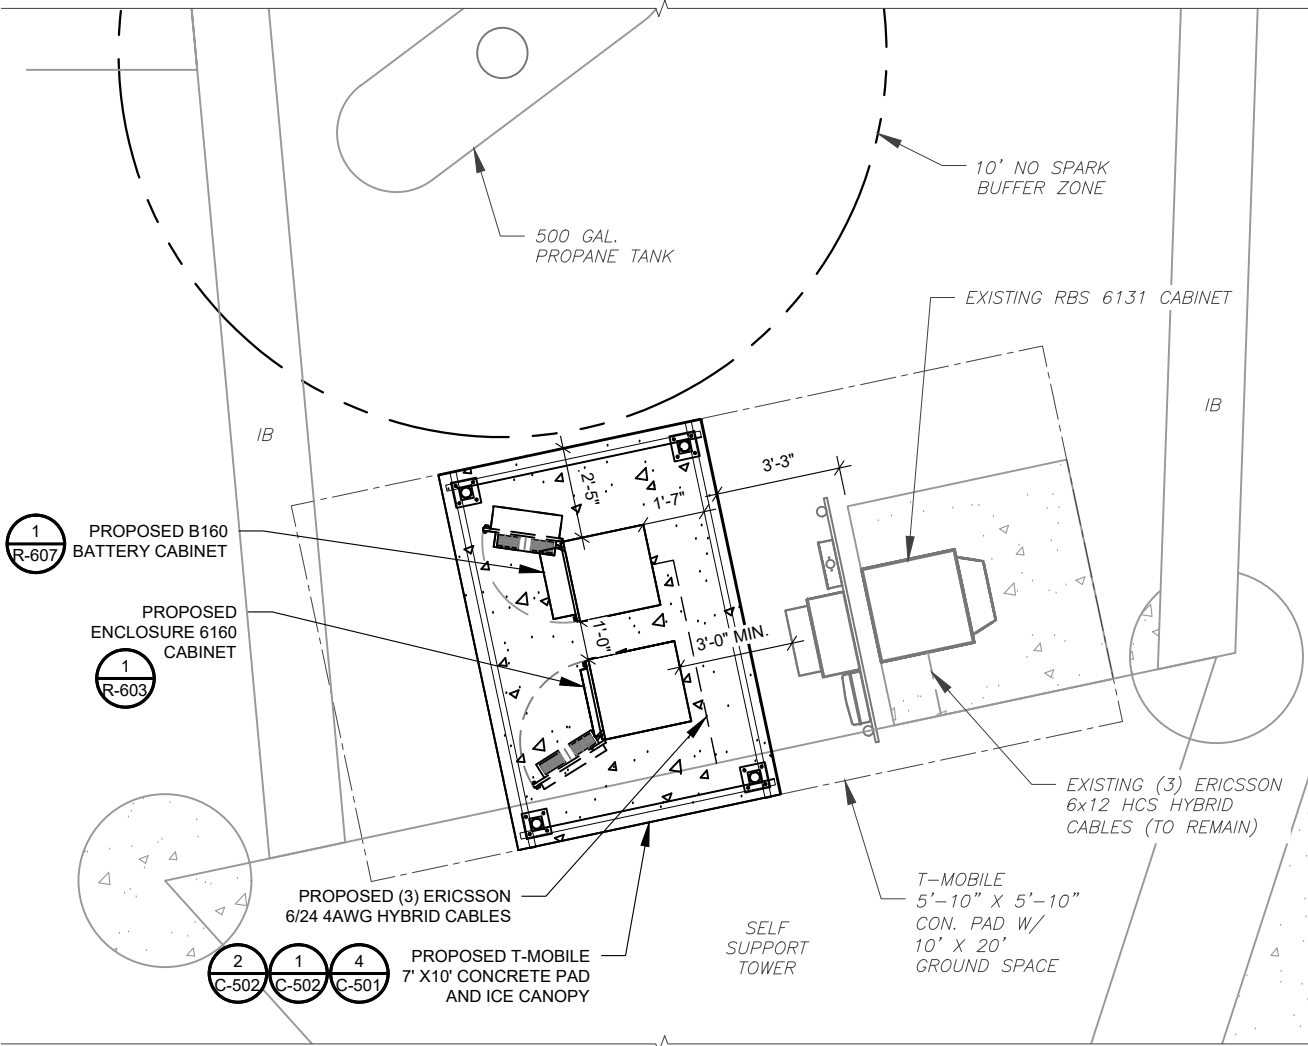 10' NO SPARK
BUFFER ZONE
500 GAL.
PROPANE TANK
EXISTING RBS 6131 CABINET
IB
IB
3'-3"
2'-5"
1'-7"
1
R-607
PROPOSED B160
BATTERY CABINET
PROPOSED
ENCLOSURE 6160
CABINET
1
R-603
1'-0"
3'-0" MIN.
EXISTING (3) ERICSSON
6x12 HCS HYBRID
CABLES (TO REMAIN)
PROPOSED (3) ERICSSON
6/24 4AWG HYBRID CABLES
T-MOBILE
5'-10" X 5'-10"
CON. PAD W/
10' X 20'
GROUND SPACE
SELF
SUPPORT
TOWER
2
C-502
1
C-502
4
C-501
PROPOSED T-MOBILE
7' X10' CONCRETE PAD
AND ICE CANOPY